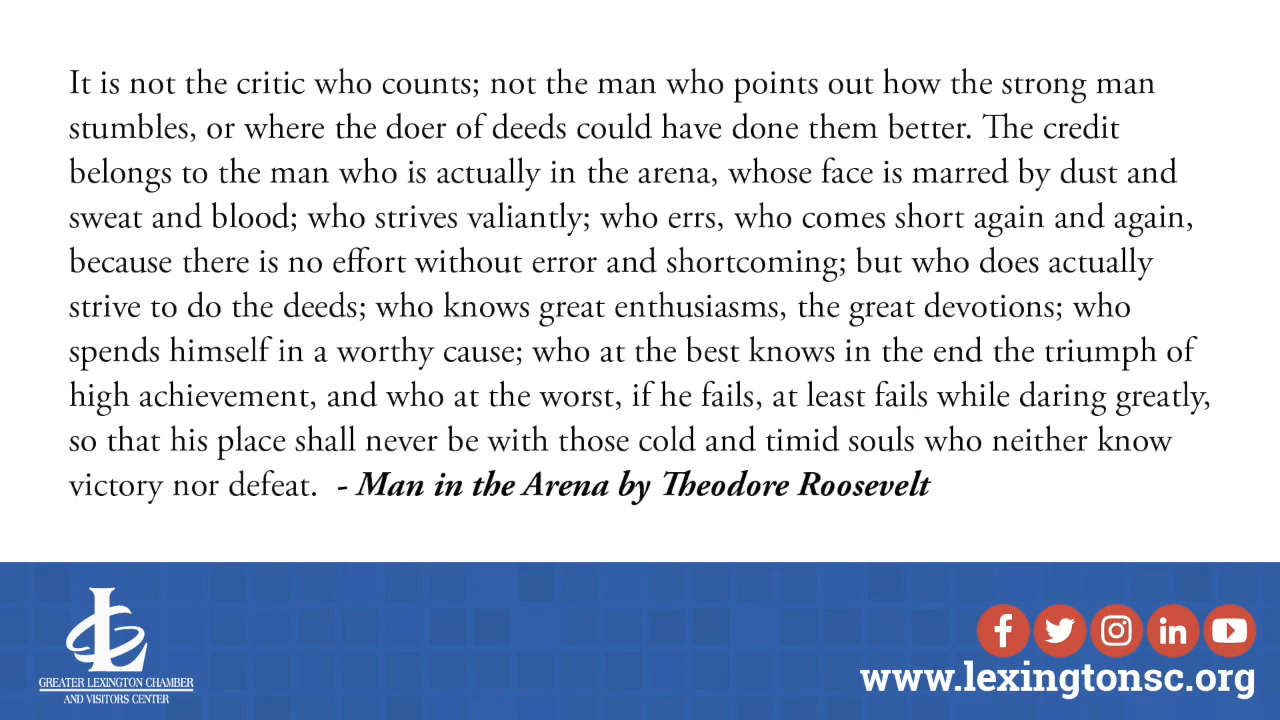 It is not the critic who counts; not the man who points out how the strong man
stumbles, or where the doer of deeds could have done them better. The credit
belongs to the man who is actually in the arena, whose face is marred by dust and
sweat and blood; who strives valiantly; who errs, who comes short again and again,
because there is no effort without error and shortcoming; but who does actually
strive to do the deeds; who knows great enthusiasms, the great devotions; who
spends himself in a worthy cause; who at the best knows in the end the triumph of
high achievement, and who at the worst, if he fails, at least fails while daring greatly,
so that his place shall never be with those cold and timid souls who neither know
victory nor defeat. - Man in the Arena by Theodore Roosevelt
GREATER LEXINGTON CHAMBER
AND VISITORS CENTER
www.lexingtonsc.org